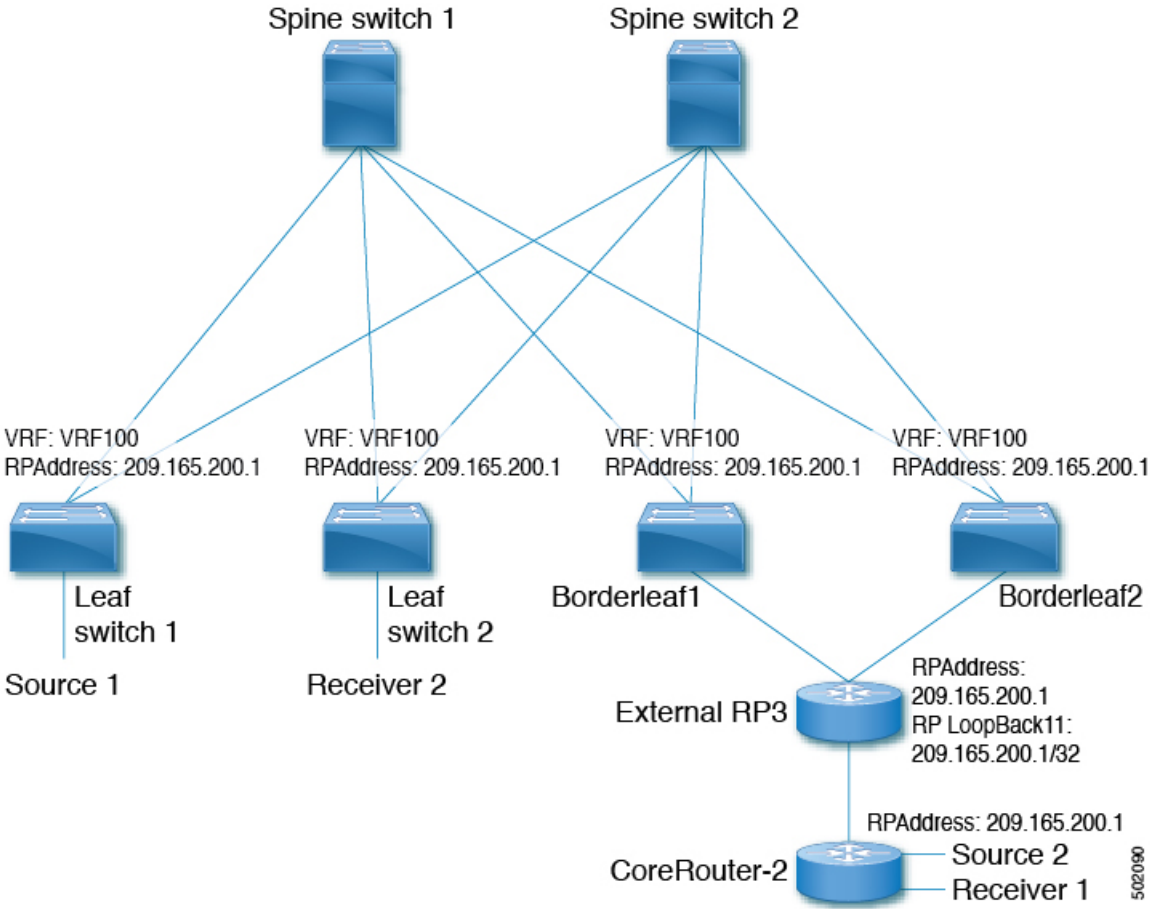 Spine switch 1
Spine switch 2
VRF: VRF100
RPAddress: 209.165.200.1
VRF: VRF100
RPAddress: 209.165.200.1
VRF: VRF100
RPAddress: 209.165.200.1
VRF: VRF100
RPAddress: 209.165.200.1
Leaf
switch 1
Leaf
switch 2
Borderleaf1
Borderleaf2
Source 1
Receiver 2
External RP3
RPAddress:
209.165.200.1
RP LoopBack11:
209.165.200.1/32
RPAddress: 209.165.200.1
CoreRouter-2
Source 2
Receiver 1
502090